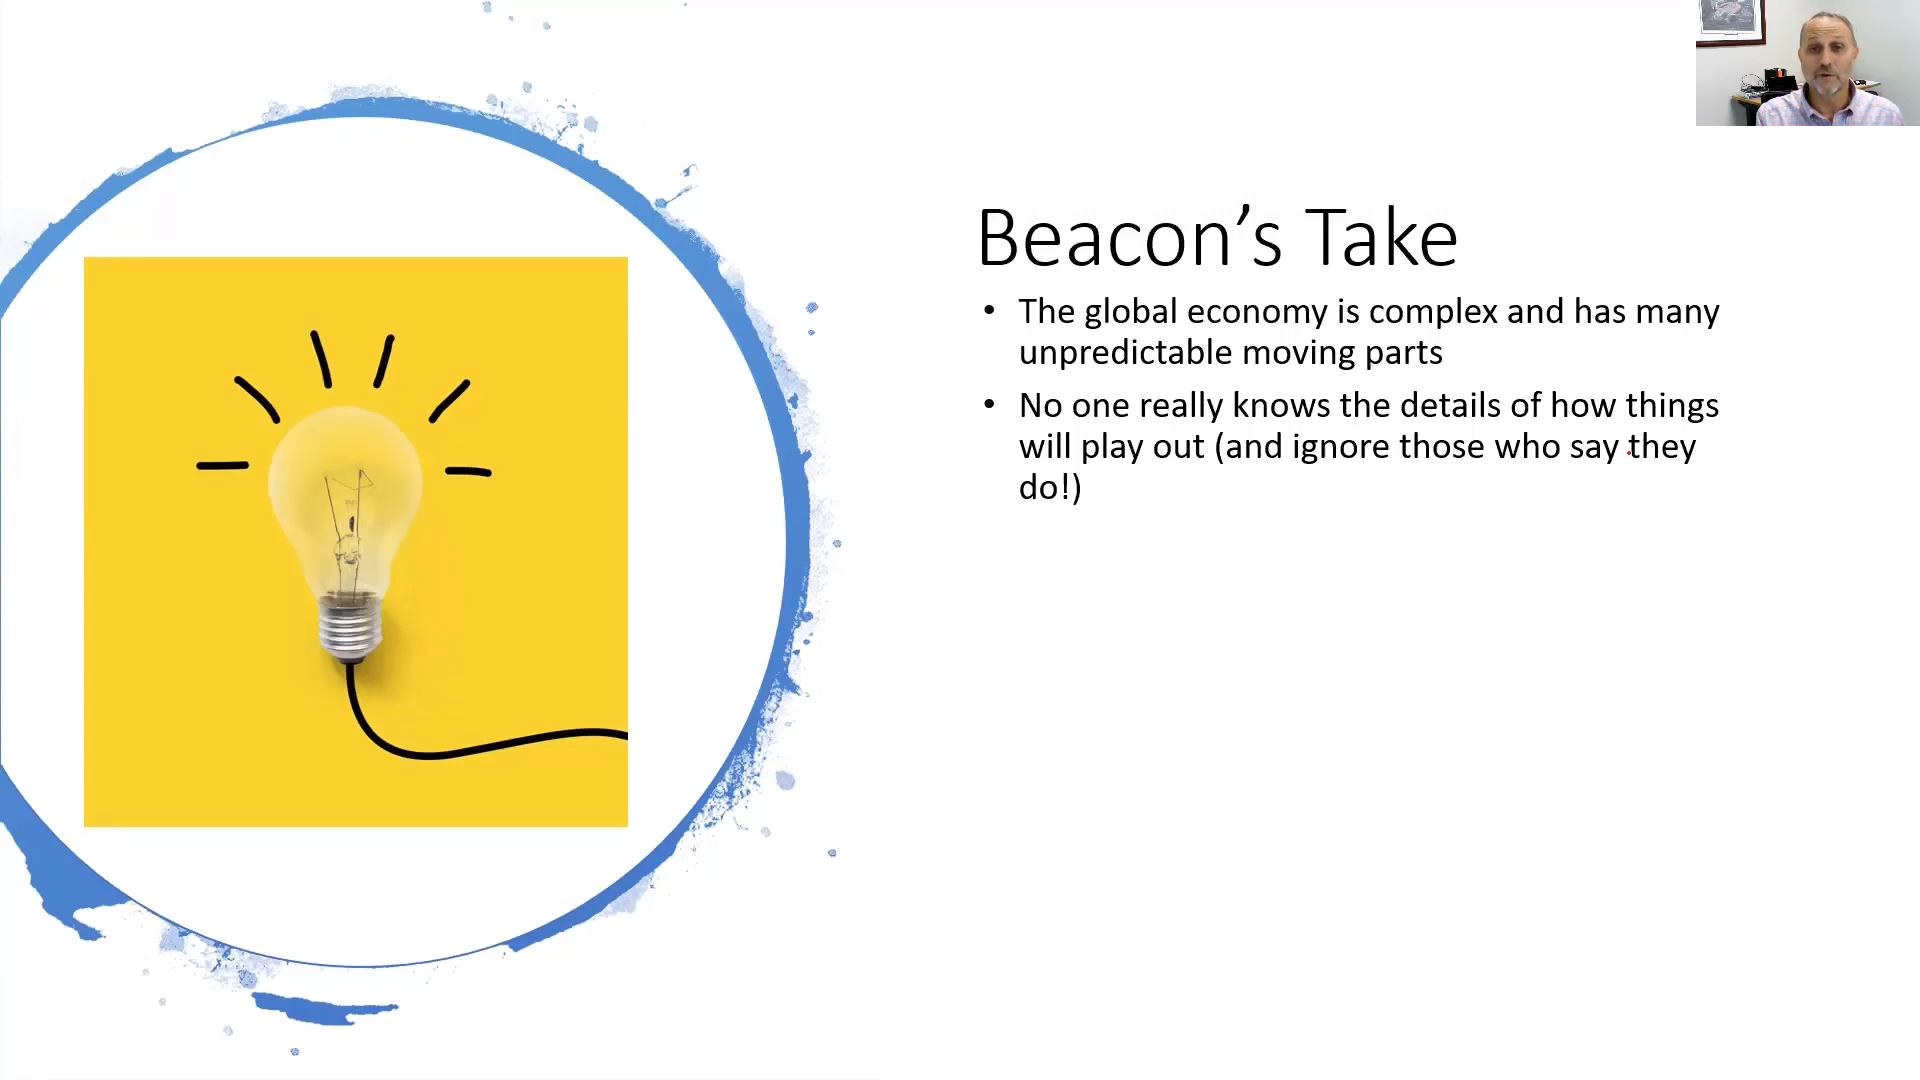 Beacon’s Take
• The global economy is complex and has many
unpredictable moving parts
• No one really knows the details of how things
will play out (and ignore those who say they
do!)